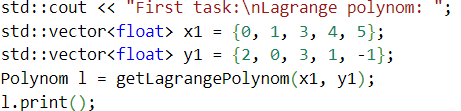 std::cout << "First task:\nLagrange polynom: ";
std::vector<float> x1 = {0, 1, 3, 4, 5};
std::vector<float> y1 = {2, 0, 3, 1, -1};
Polynom l = getLagrangePolynom(x1, y1);
l.print();